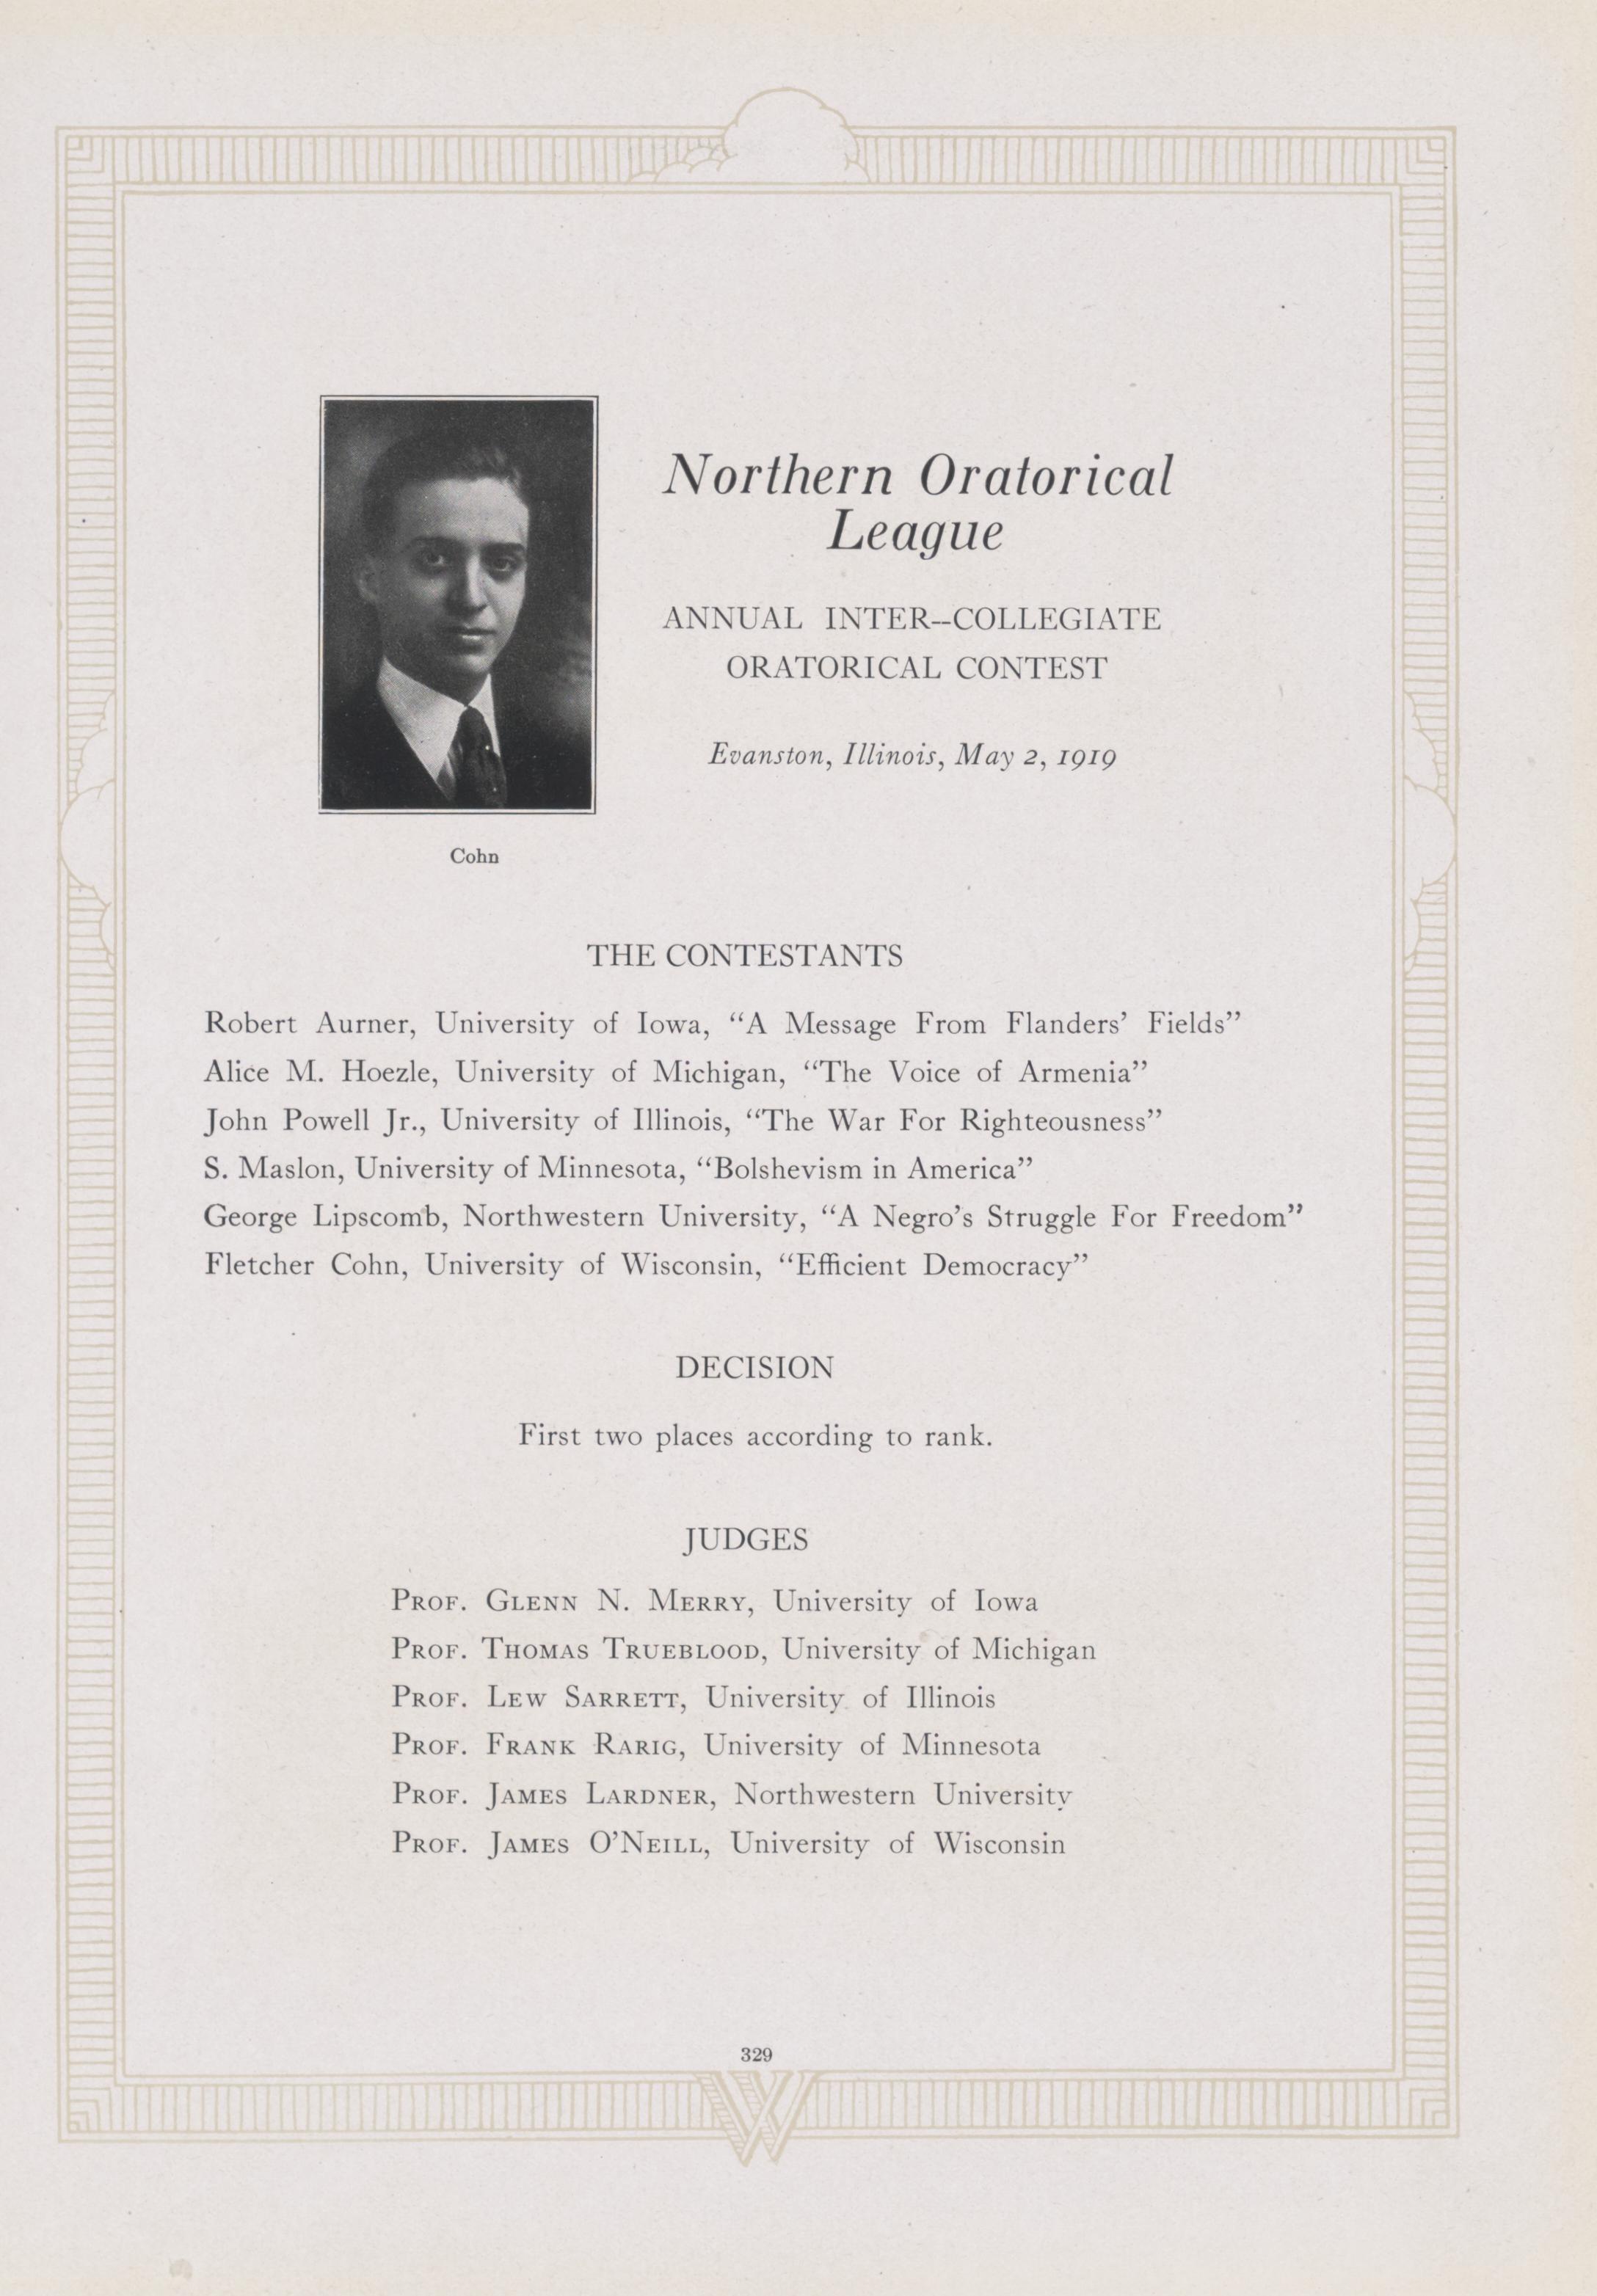 Northern Oratorical
League
ANNUAL INTER--COLLEGIATE
ORATORICAL CONTEST
Evanston, Illinois, May 2, 1919
Cohn
THE CONTESTANTS
Robert Aurner, University of Iowa, “A Message From Flanders’ Fields”
Alice M. Hoezle, University of Michigan, “The Voice of Armenia”
John Powell Jr., University of Illinois, “The War For Righteousness”
S. Maslon, University of Minnesota, “Bolshevism in America”
George Lipscomb, Northwestern University, “A Negro’s Struggle For Freedom”
Fletcher Cohn, University of Wisconsin, “Efficient Democracy”
DECISION
First two places according to rank.
JUDGES
PROF. GLENN N. MERRY, University of Iowa
PROF. THOMAS TRUEBLOOD, University of Michigan
PROF. LEW SARRETT, University of Illinois
PROF. FRANK RARIG, University of Minnesota
PROF. JAMES LARDNER, Northwestern University
PROF. JAMES O’NEILL, University of Wisconsin
329
W